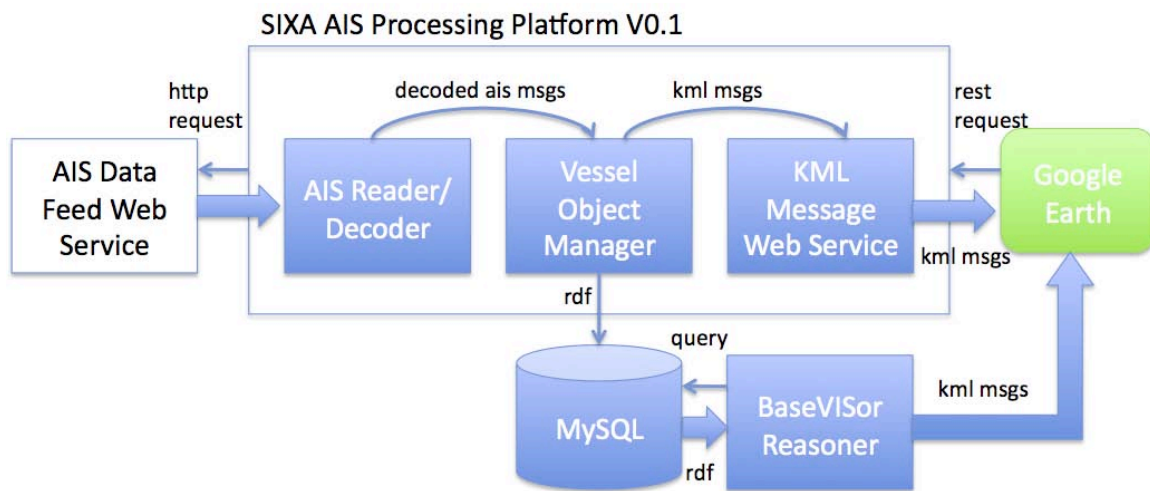 SIXA AIS Processing Platform V0.1
http
request
decoded ais msgs
kml msgs
rest
request
AIS Data
Feed Web
Service
AIS Reader/
Decoder
Vessel
Object
Manager
KML
Message
Web Service
Google
Earth
kml msgs
rdf
query
MySQL
rdf
BaseVISor
Reasoner
kml msgs